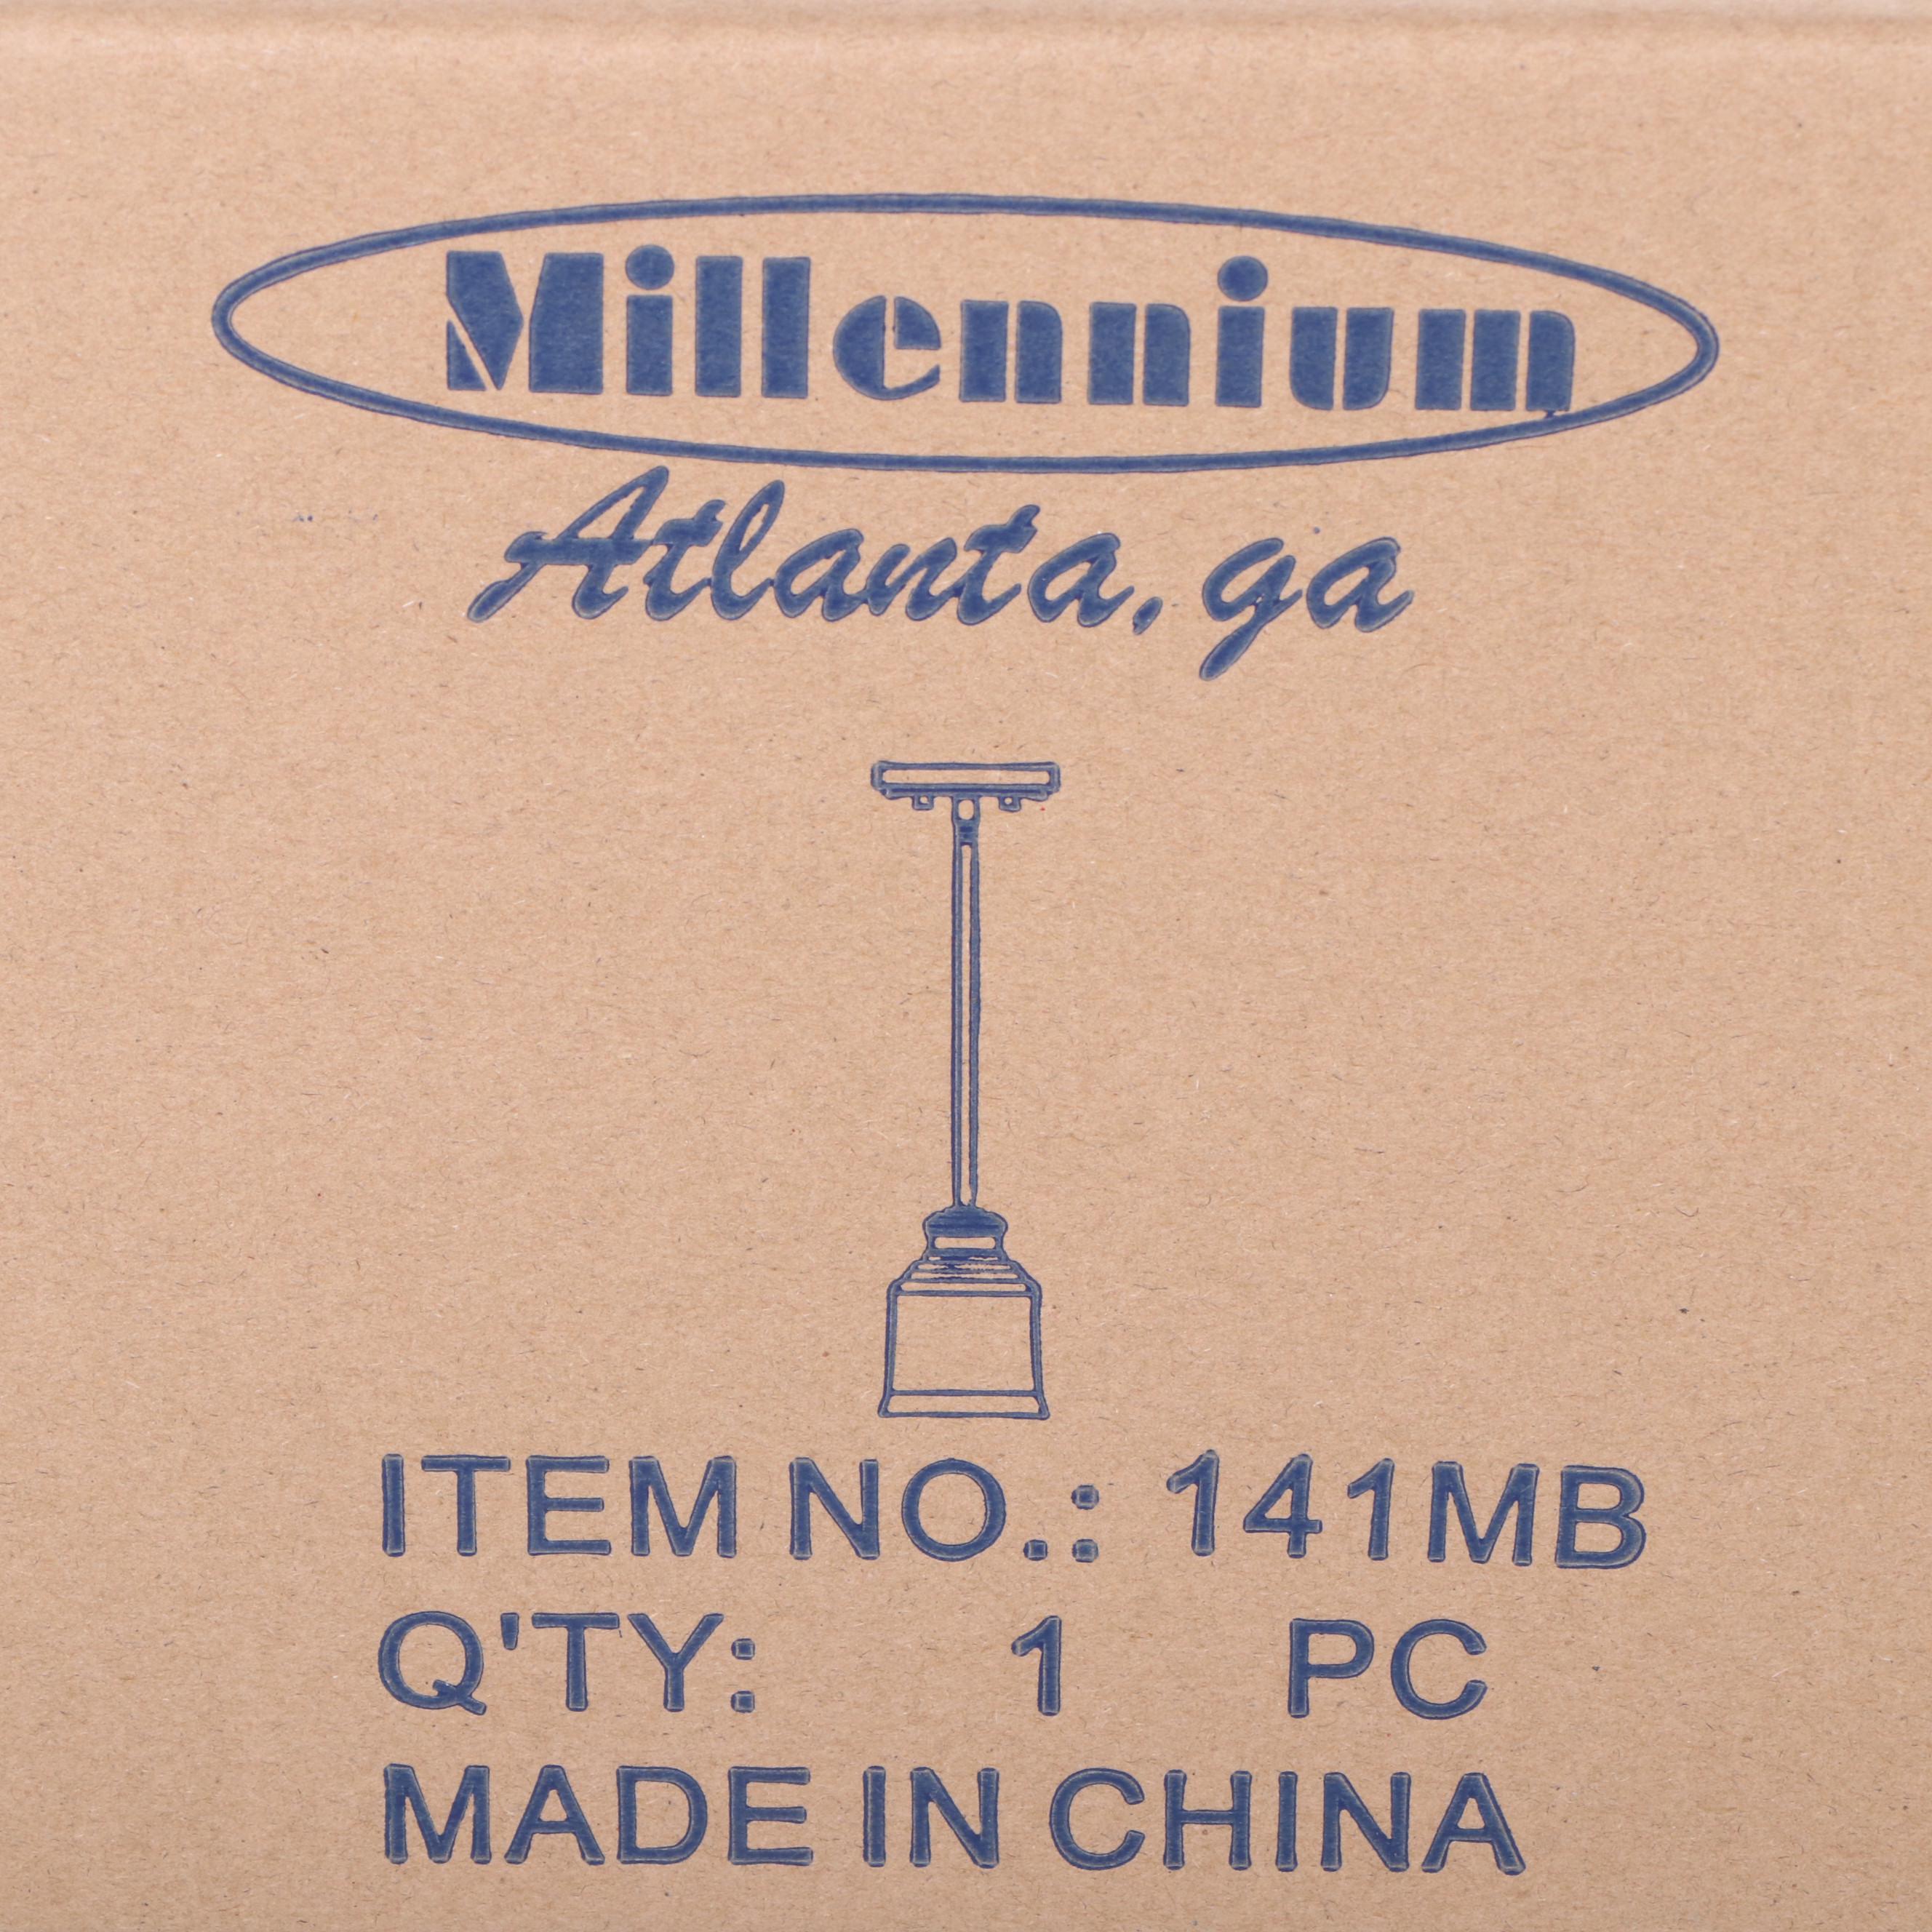 Millennium
Atlanta, ga
ITEM NO.: 141MB
Q'TY: 1 PC
MADE IN CHINA